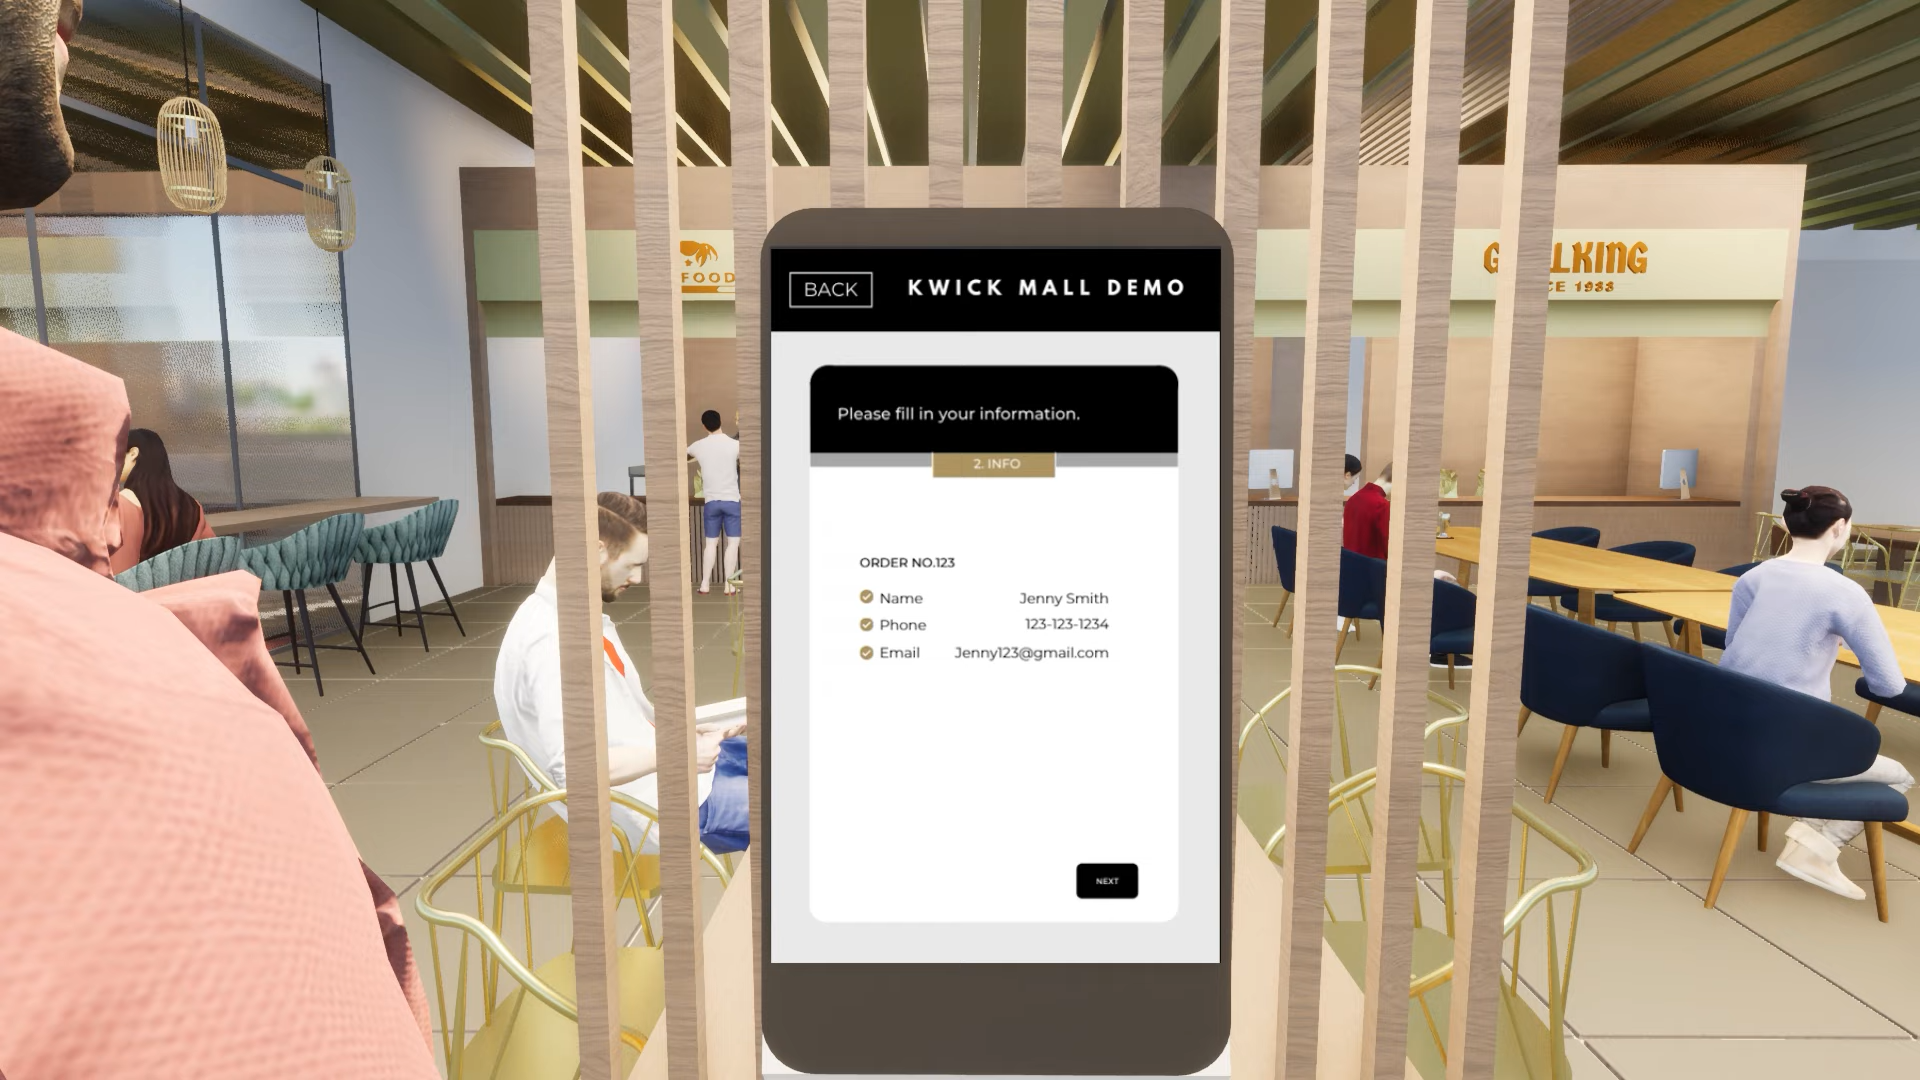 FOOD
BACK
KWICK MALL DEMO
Please fill in your information.
2. INFO
ORDER NO.123
Name Jenny Smith
Phone 123-123-1234
Email Jenny123@gmail.com
NEXT
1983